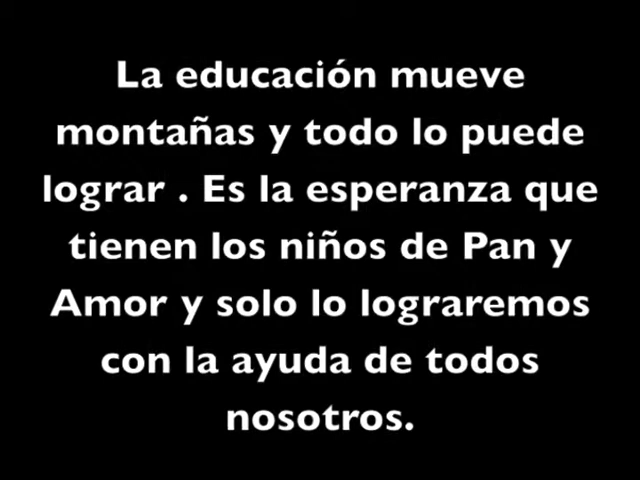 La educación mueve
montañas y todo lo puede
lograr . Es la esperanza que
tienen los niños de Pan y
Amor y solo lo lograremos
con la ayuda de todos
nosotros.